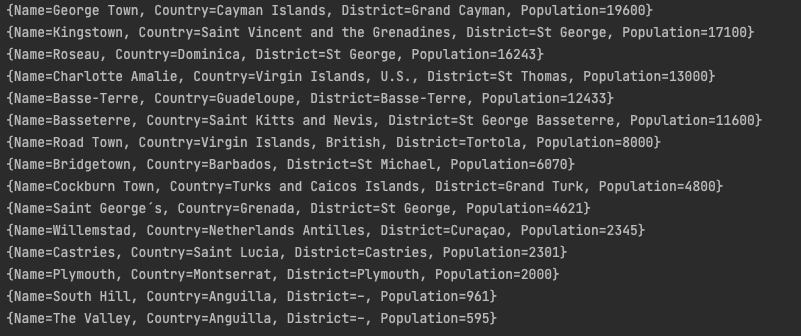 {Name=George Town, Country=Cayman Islands, District=Grand Cayman, Population=19600}
{Name=Kingstown, Country=Saint Vincent and the Grenadines, District=St George, Population=17100}
{Name=Roseau, Country=Dominica, District=St George, Population=16243}
{Name=Charlotte Amalie, Country=Virgin Islands, U.S., District=St Thomas, Population=13000}
{Name=Basse-Terre, Country=Guadeloupe, District=Basse-Terre, Population=12433}
{Name=Basseterre, Country=Saint Kitts and Nevis, District=St George Basseterre, Population=11600}
{Name=Road Town, Country=Virgin Islands, British, District=Tortola, Population=8000}
{Name=Bridgetown, Country=Barbados, District=St Michael, Population=6070}
{Name=Cockburn Town, Country=Turks and Caicos Islands, District=Grand Turk, Population=4800}
{Name=Saint George´s, Country=Grenada, District=St George, Population=4621}
{Name=Willemstad, Country=Netherlands Antilles, District=Curaçao, Population=2345}
{Name=Castries, Country=Saint Lucia, District=Castries, Population=2301}
{Name=Plymouth, Country=Montserrat, District=Plymouth, Population=2000}
{Name=South Hill, Country=Anguilla, District=–, Population=961}
{Name=The Valley, Country=Anguilla, District=–, Population=595}